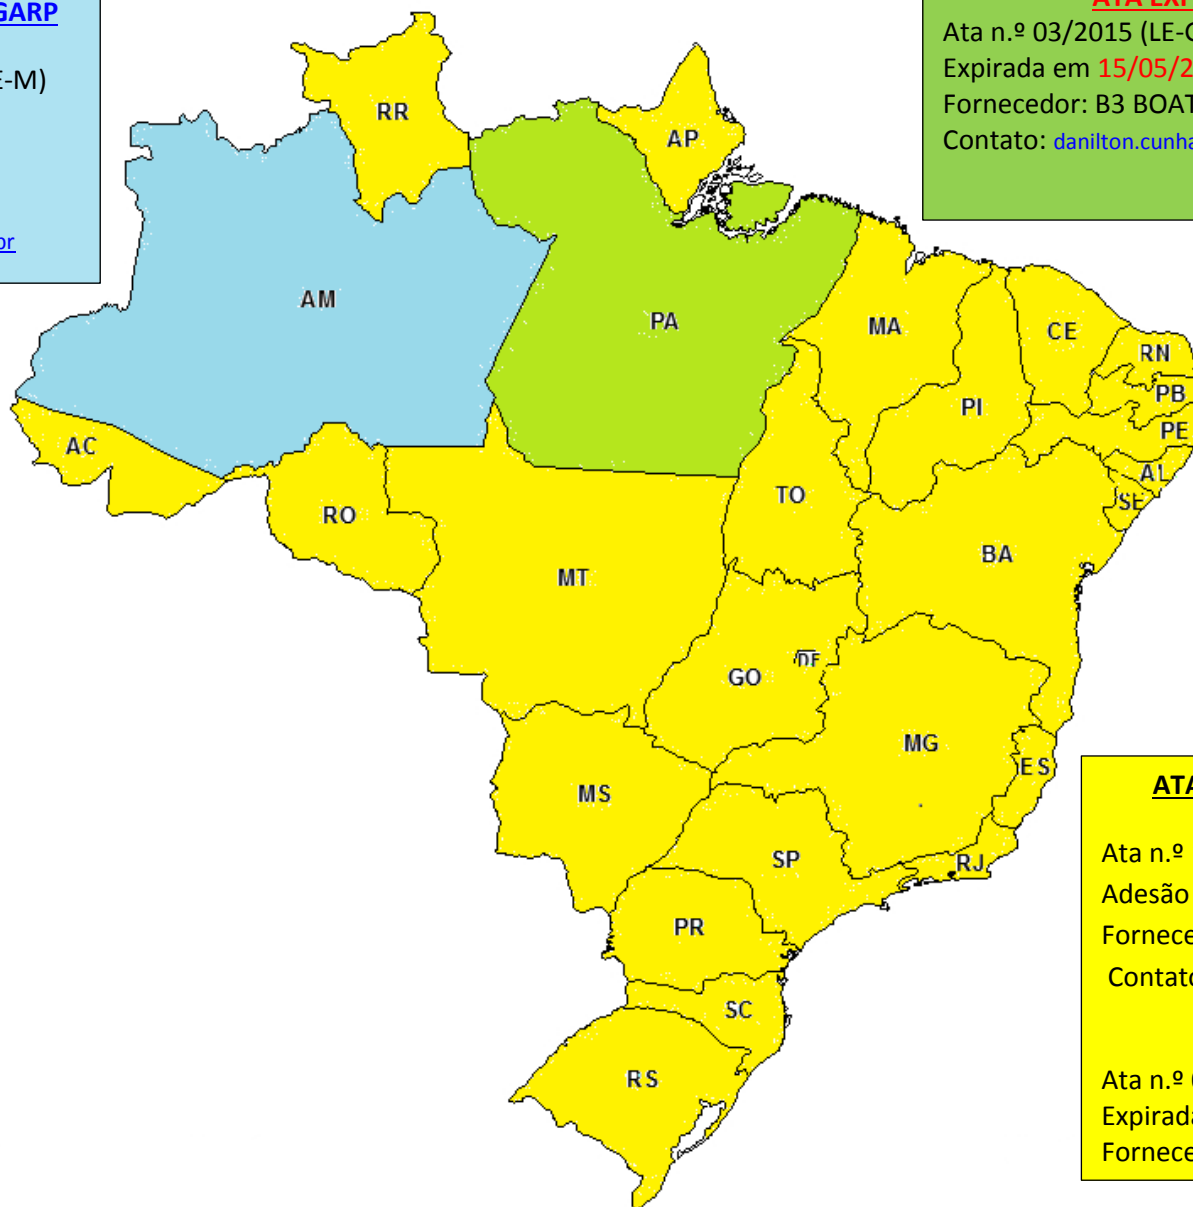 GARP
E-M)
or
ATA EXP
Ata n.º 03/2015 (LE-G
Expirada em 15/05/2
Fornecedor: B3 BOAT
Contato: danilton.cunha
RR
AP
AM
PA
MA
CE
RN
PB
PI
PE
AC
AL
TO
SE
RO
BA
MT
DF
GO
MG
ES
MS
SP
RJ
PR
SC
RS
ATA
Ata n.º
Adesão
Fornece
Contato
Ata n.º
Expirada
Fornece